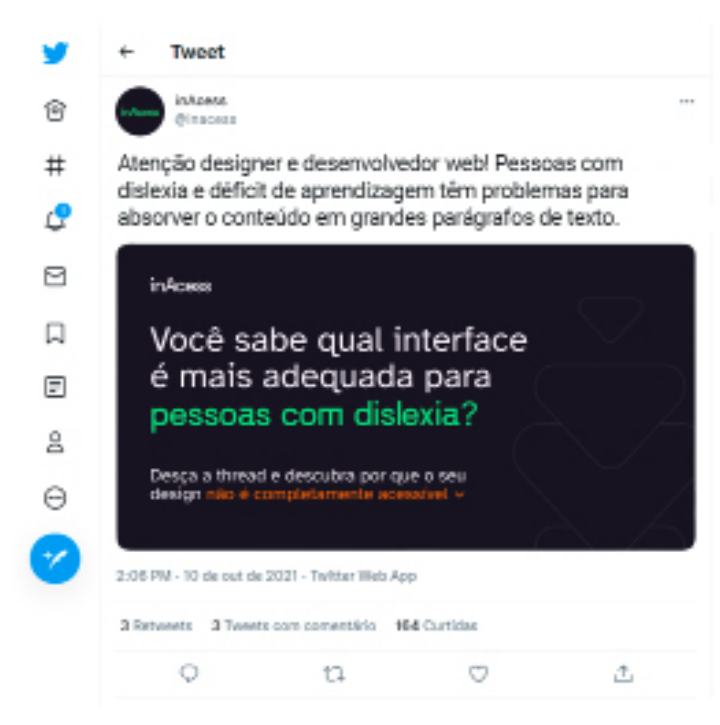 Tweet
inAcess
@inacess
Atenção designer e desenvolvedor web! Pessoas com
dislexia e déficit de aprendizagem têm problemas para
absorver o conteúdo em grandes parágrafos de texto.
inAcess
Você sabe qual interface
é mais adequada para
pessoas com dislexia?
Desça a thread e descubra por que o seu
design não é completamente acessível
2:06 PM - 10 de out de 2021 - Twitter Web App
3 Retweets 3 Tweets com comentário 164 Curtidas